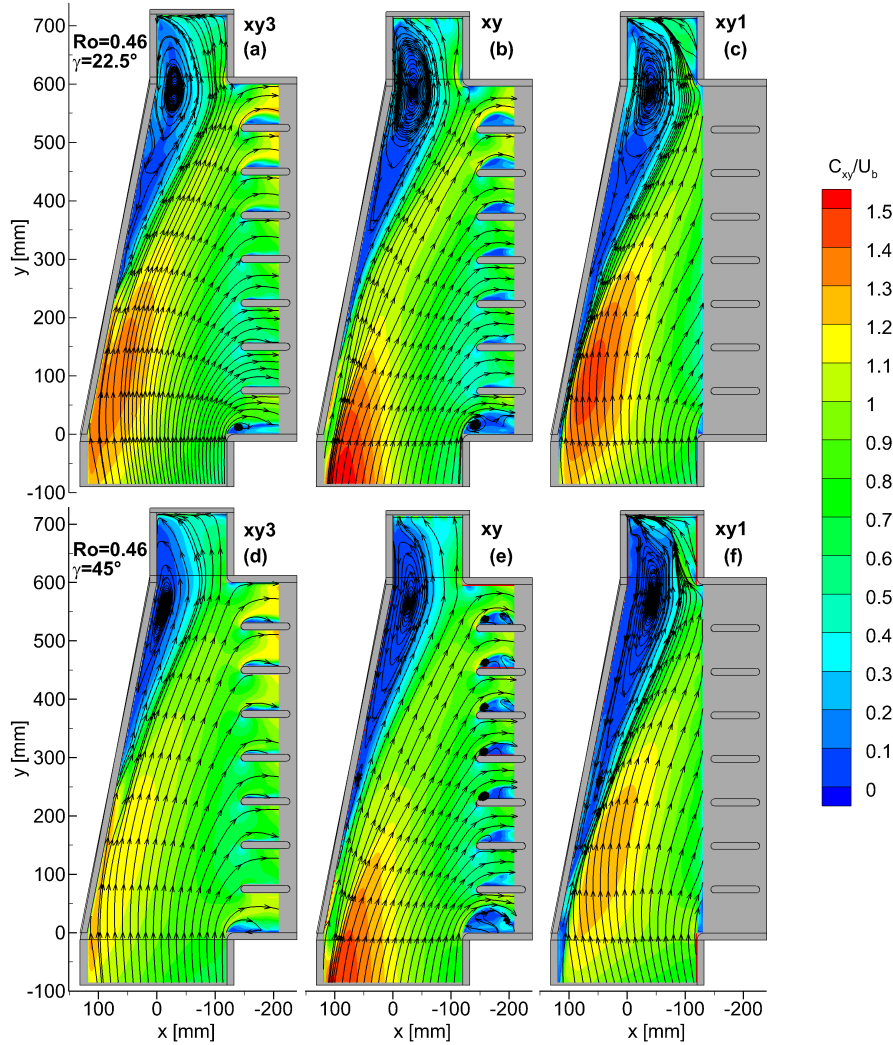 700
Ro=0.46
γ=22.5°
xy3
(a)
xy
(b)
xy1
(c)
600
500
400
300
200
100
0
-100
y [mm]
C_xy/U_b
1.5
1.4
1.3
1.2
1.1
1
0.9
0.8
0.7
0.6
0.5
0.4
0.3
0.2
0.1
0
700
Ro=0.46
γ=45°
xy3
(d)
xy
(e)
xy1
(f)
600
500
400
300
200
100
0
-100
y [mm]
100 0 -100 -200
100 0 -100 -200
100 0 -100 -200
x [mm]
x [mm]
x [mm]